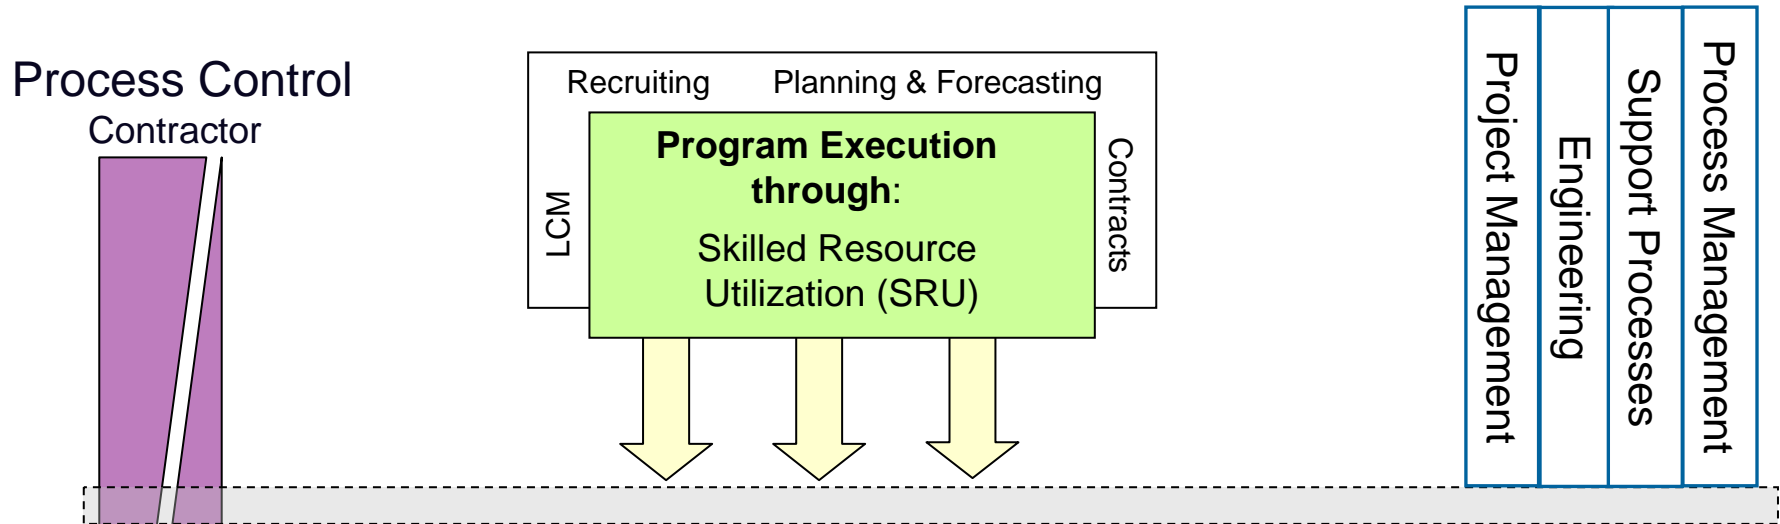 Process Control
Contractor
Recruiting
Planning & Forecasting
LCM
Program Execution
through:
Skilled Resource
Utilization (SRU)
Contracts
Project Management
Engineering
Support Processes
Process Management